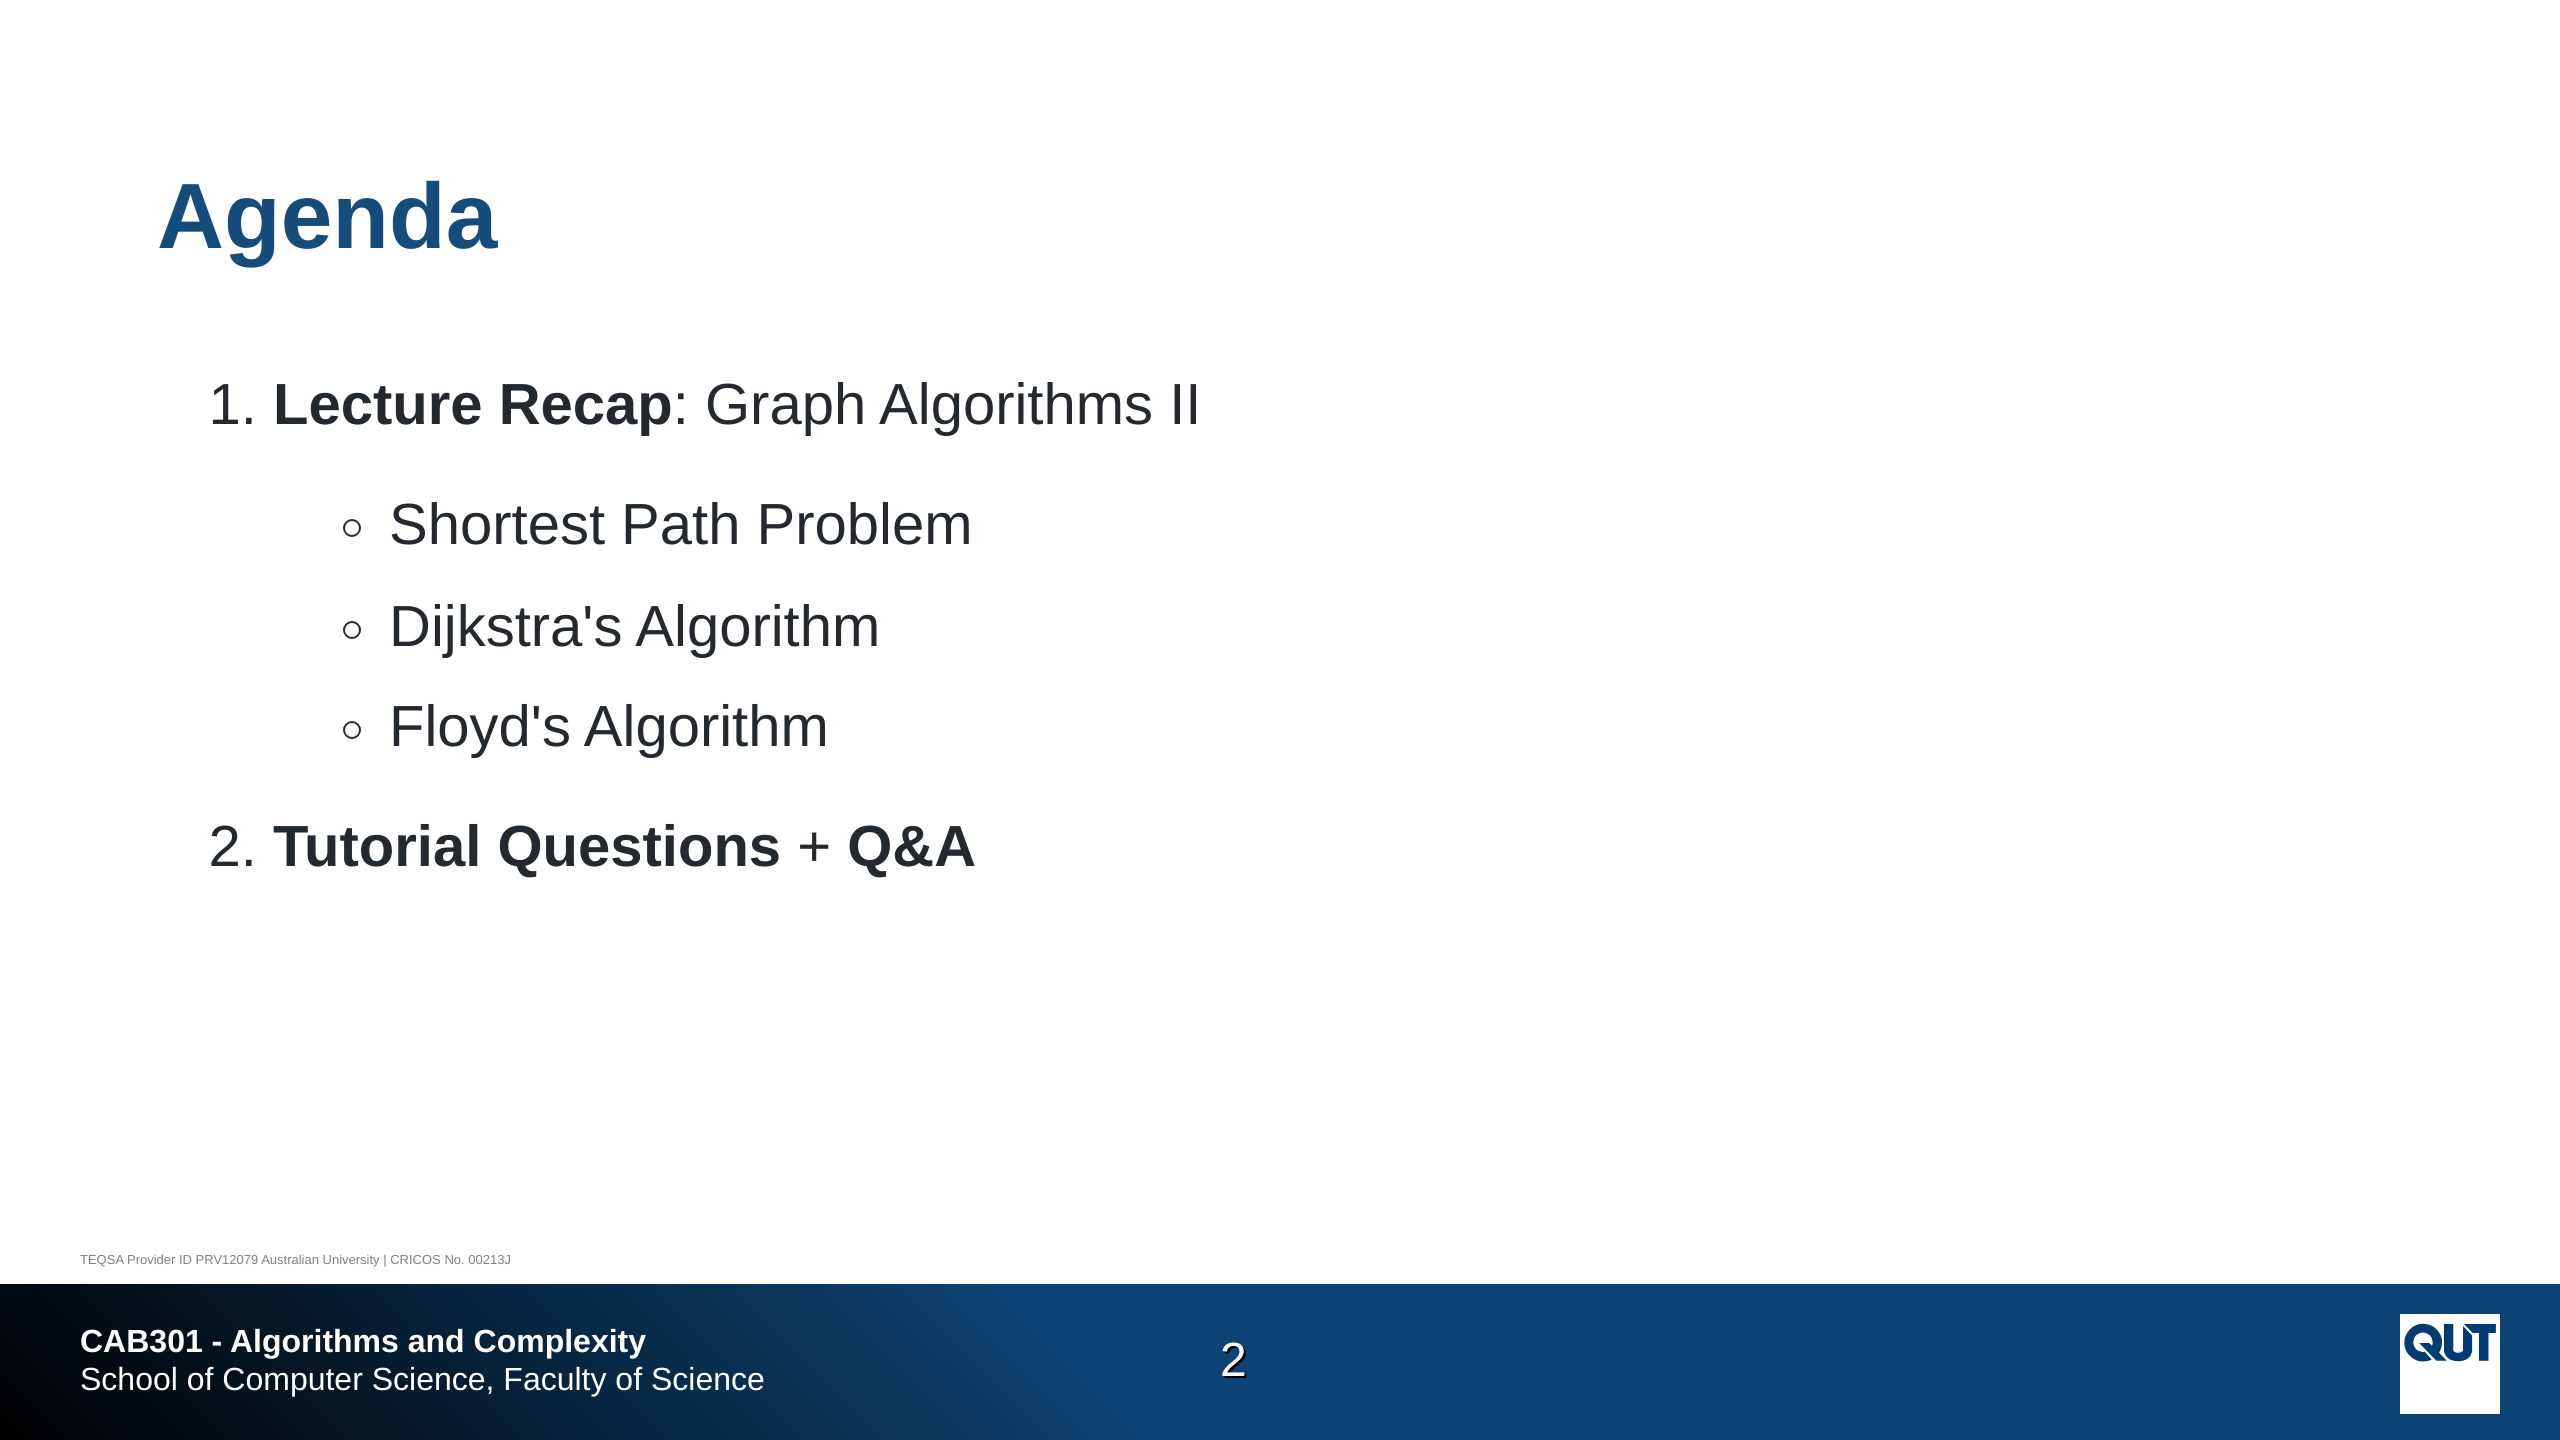 Agenda
1. Lecture Recap: Graph Algorithms II
○ Shortest Path Problem
○ Dijkstra's Algorithm
○ Floyd's Algorithm
2. Tutorial Questions + Q&A
TEQSA Provider ID PRV12079 Australian University | CRICOS No. 00213J
CAB301 - Algorithms and Complexity
School of Computer Science, Faculty of Science
2
QUT